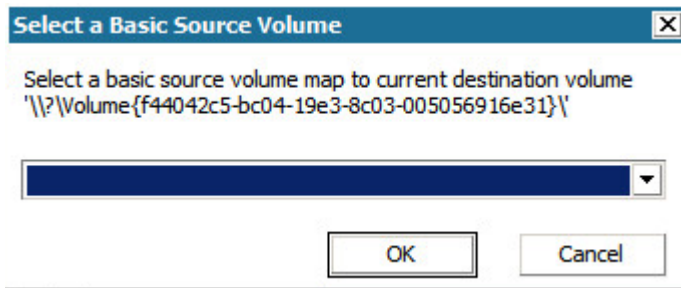 Select a Basic Source Volume
Select a basic source volume map to current destination volume
'\\?\Volume{f44042c5-bc04-19e3-8c03-005056916e31}\'
OK
Cancel